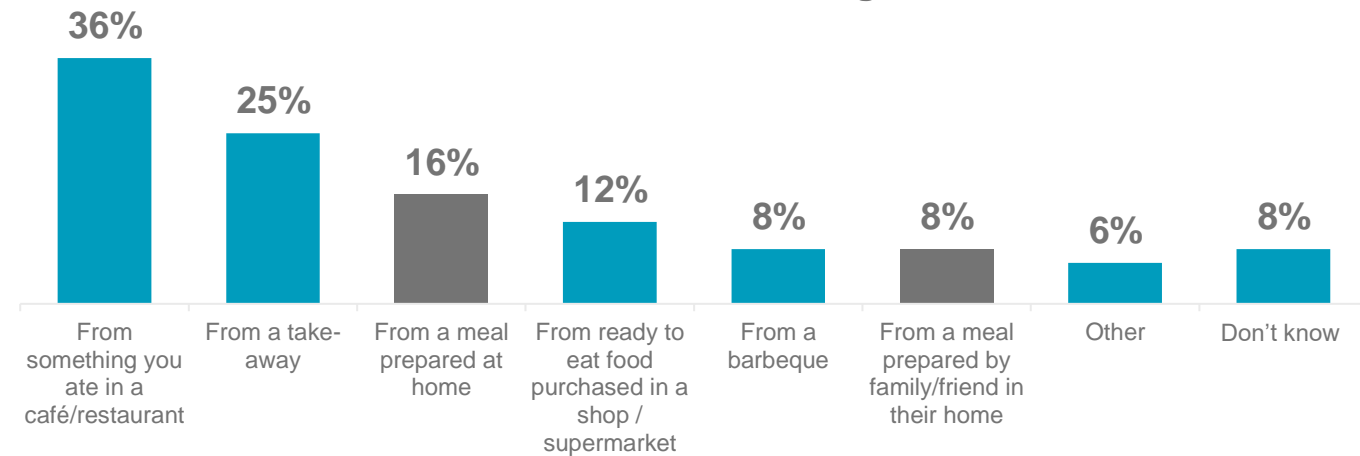 36%
25%
16%
12%
8%
8%
6%
8%
From
something you
ate in a
café/restaurant
From a take-
away
From a meal
prepared at
home
From ready to
eat food
purchased in a
shop /
supermarket
From a
barbeque
From a meal
prepared by
family/friend in
their home
Other
Don’t know